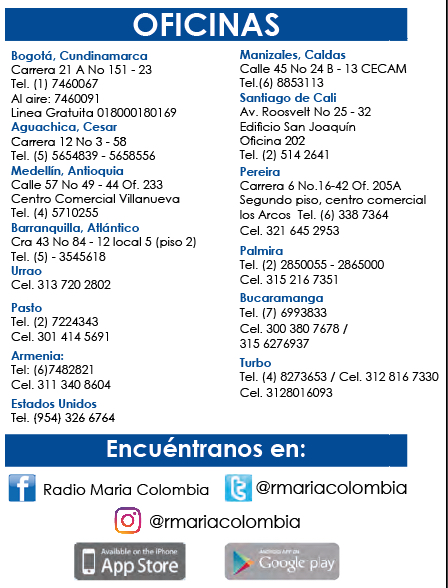 OFICINAS
Bogotá, Cundinamarca
Carrera 21 A No 151 - 23
Tel. (1) 7460067
Al aire: 7460091
Linea Gratuita 018000180169
Aguachica, Cesar
Carrera 12 No 3 - 58
Tel. (5) 5654839 - 5658556
Medellín, Antioquia
Calle 57 No 49 - 44 Of. 233
Centro Comercial Villanueva
Tel. (4) 5710255
Barranquilla, Atlántico
Cra 43 No 84 - 12 local 5 (piso 2)
Tel. (5) - 3545618
Urrao
Cel. 313 720 2802
Pasto
Tel. (2) 7224343
Cel. 301 414 5691
Armenia:
Tel: (6)7482821
Cel. 311 340 8604
Estados Unidos
Tel. (954) 326 6764
Manizales, Caldas
Calle 45 No 24 B - 13 CECAM
Tel.(6) 8853113
Santiago de Cali
Av. Roosvelt No 25 - 32
Edificio San Joaquín
Oficina 202
Tel. (2) 514 2641
Pereira
Carrera 6 No.16-42 Of. 205A
Segundo piso, centro comercial
los Arcos Tel. (6) 338 7364
Cel. 321 645 2953
Palmira
Tel. (2) 2850055 - 2865000
Cel. 315 216 7351
Bucaramanga
Tel. (7) 6993833
Cel. 300 380 7678 /
315 6276937
Turbo
Tel. (4) 8273653 / Cel. 312 816 7330
Cel. 3128016093
Encuéntranos en:
Radio Maria Colombia
@rmariacolombia
@rmariacolombia
Available on the iPhone
App Store
ANDROID APP ON
Google play